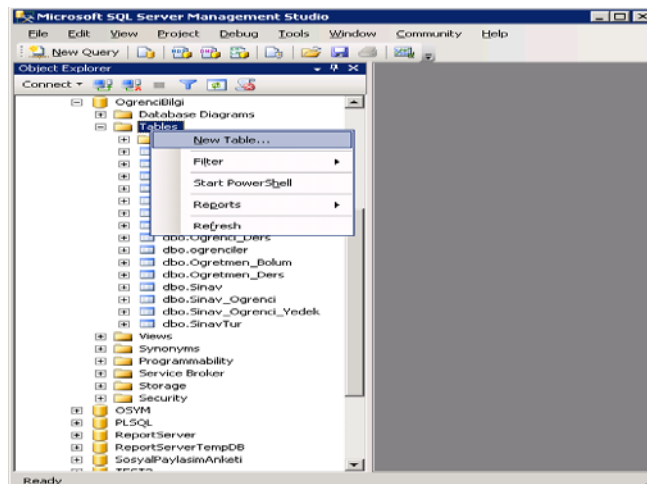 Microsoft SQL Server Management Studio
File Edit View Project Debug Tools Window Community Help
New Query
Object Explorer
Connect
OgrenciBilgi
Database Diagrams
Tables
New Table...
Filter
Start PowerShell
Reports
Refresh
dbo.Ogrenci_Ders
dbo.ogrenciler
dbo.Ogretmen_Bolum
dbo.Ogretmen_Ders
dbo.Sinav
dbo.Sinav_Ogrenci
dbo.Sinav_Ogrenci_Yedek
dbo.SinavTur
Views
Synonyms
Programmability
Service Broker
Storage
Security
OSYM
PLSQL
ReportServer
ReportServerTempDB
SosyalPaylasimAnketi
Ready